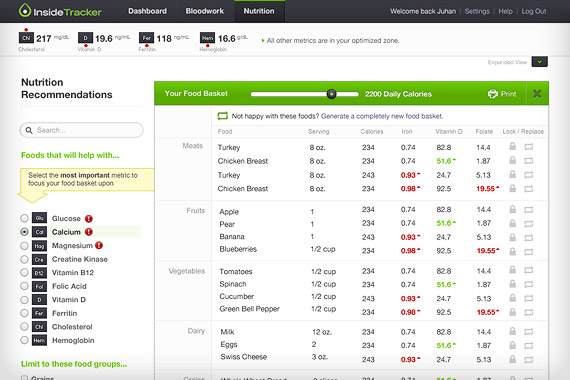 InsideTracker
Dashboard Bloodwork Nutrition
Welcome back Juhan Settings Help Log Out
Chl 217 mg/dL D 19.6 ng/mL Fer 118 ng/mL Hem 16.6 g/dL
Cholesterol Vitamin D Ferritin Hemoglobin
All other metrics are in your optimized zone.
Expanded View
Nutrition
Recommendations
Search...
Foods that will help with...
Select the most important metric to
focus your food basket upon.
Glu Glucose
Cal Calcium
Mag Magnesium
Cre Creatine Kinase
B12 Vitamin B12
Fol Folic Acid
D Vitamin D
Fer Ferritin
Chl Cholesterol
Hem Hemoglobin
Limit to these food groups...
Grains
Your Food Basket 2200 Daily Calories Print
Not happy with these foods? Generate a completely new food basket.
Food Serving Calories Iron Vitamin D Folate Lock / Replace
Meats Turkey 8 oz. 234 0.74 82.8 14.4
Chicken Breast 8 oz. 234 0.74 51.6 1.87
Turkey 8 oz. 243 0.93 24.7 5.13
Chicken Breast 8 oz. 243 0.98 92.5 19.55
Fruits Apple 1 234 0.74 82.8 14.4
Pear 1 234 0.74 51.6 1.87
Banana 1 243 0.93 24.7 5.13
Blueberries 1/2 cup 243 0.98 92.5 19.55
Vegetables Tomatoes 1/2 cup 234 0.74 82.8 14.4
Spinach 1/2 cup 234 0.74 51.6 1.87
Cucumber 1/2 cup 243 0.93 24.7 5.13
Green Bell Pepper 1/2 cup 243 0.98 92.5 19.55
Dairy Milk 12 oz. 234 0.74 82.8 14.4
Eggs 2 234 0.74 51.6 1.87
Swiss Cheese 3 oz. 243 0.93 24.7 5.13
Grains